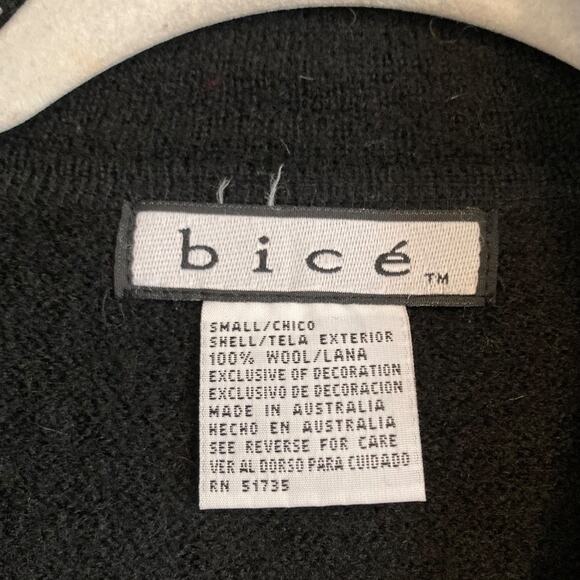 bicé™
SMALL/CHICO
SHELL/TELA EXTERIOR
100% WOOL/LANA
EXCLUSIVE OF DECORATION
EXCLUSIVO DE DECORACION
MADE IN AUSTRALIA
HECHO EN AUSTRALIA
SEE REVERSE FOR CARE
VER AL DORSO PARA CUIDADO
RN 51735